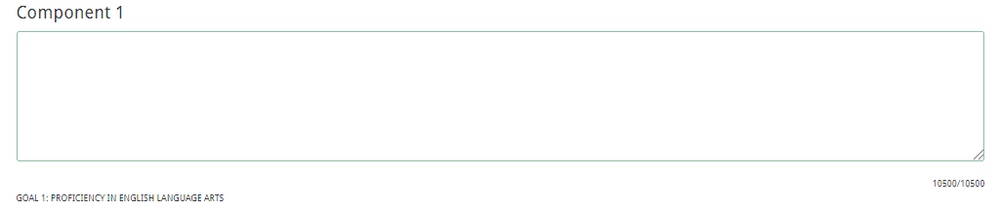 Component 1
10500/10500
GOAL 1: PROFICIENCY IN ENGLISH LANGUAGE ARTS